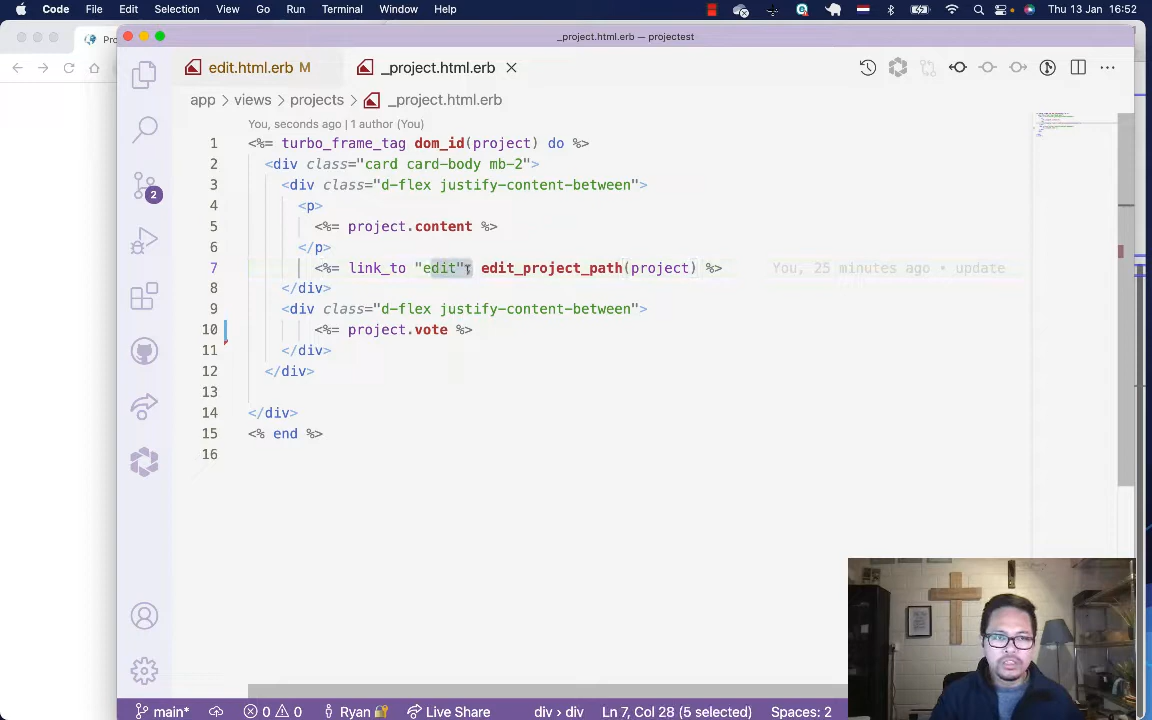 Code File Edit Selection View Go Run Terminal Window Help Thu 13 Jan 16:52
_project.html.erb — projectest
edit.html.erb M _project.html.erb
app > views > projects > _project.html.erb
You, seconds ago | 1 author (You)
1 <%= turbo_frame_tag dom_id(project) do %>
2 <div class="card card-body mb-2">
3 <div class="d-flex justify-content-between">
4 <p>
5 <%= project.content %>
6 </p>
7 <%= link_to "edit", edit_project_path(project) %> You, 25 minutes ago • update
8 </div>
9 <div class="d-flex justify-content-between">
10 <%= project.vote %>
11 </div>
12 </div>
13
14 </div>
15 <% end %>
16
2
main* 0 0 Ryan Live Share div > div Ln 7, Col 28 (5 selected) Spaces: 2